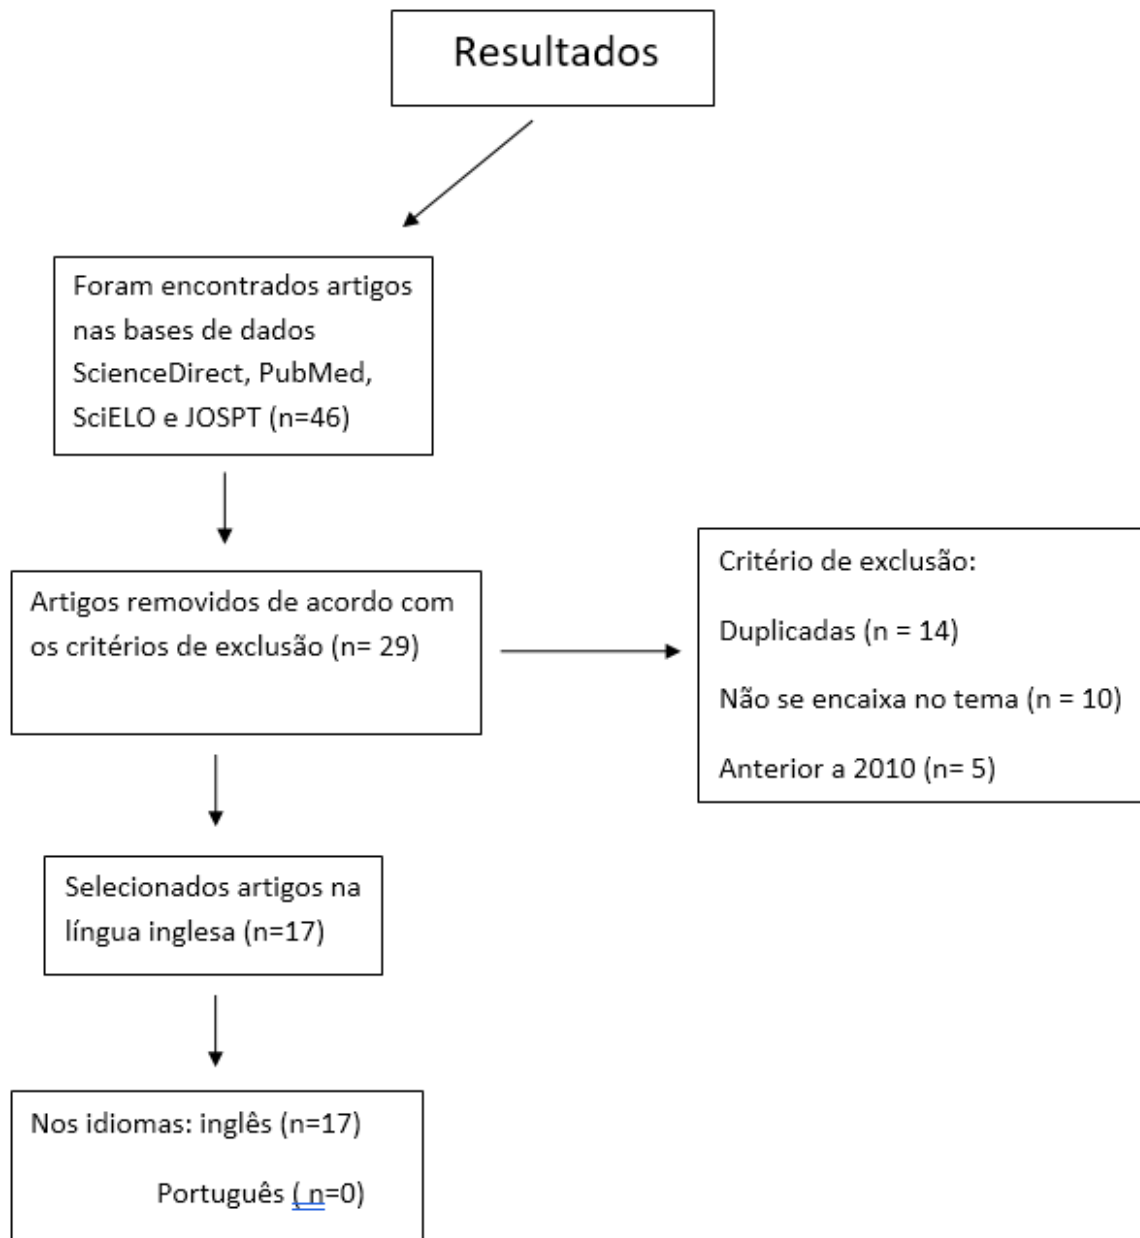 Resultados
Foram encontrados artigos
nas bases de dados
ScienceDirect, PubMed,
SciELO e JOSPT (n=46)
Artigos removidos de acordo com
os critérios de exclusão (n= 29)
Critério de exclusão:
Duplicadas (n = 14)
Não se encaixa no tema (n = 10)
Anterior a 2010 (n= 5)
Selecionados artigos na
língua inglesa (n=17)
Nos idiomas: inglês (n=17)
Português ( n=0)